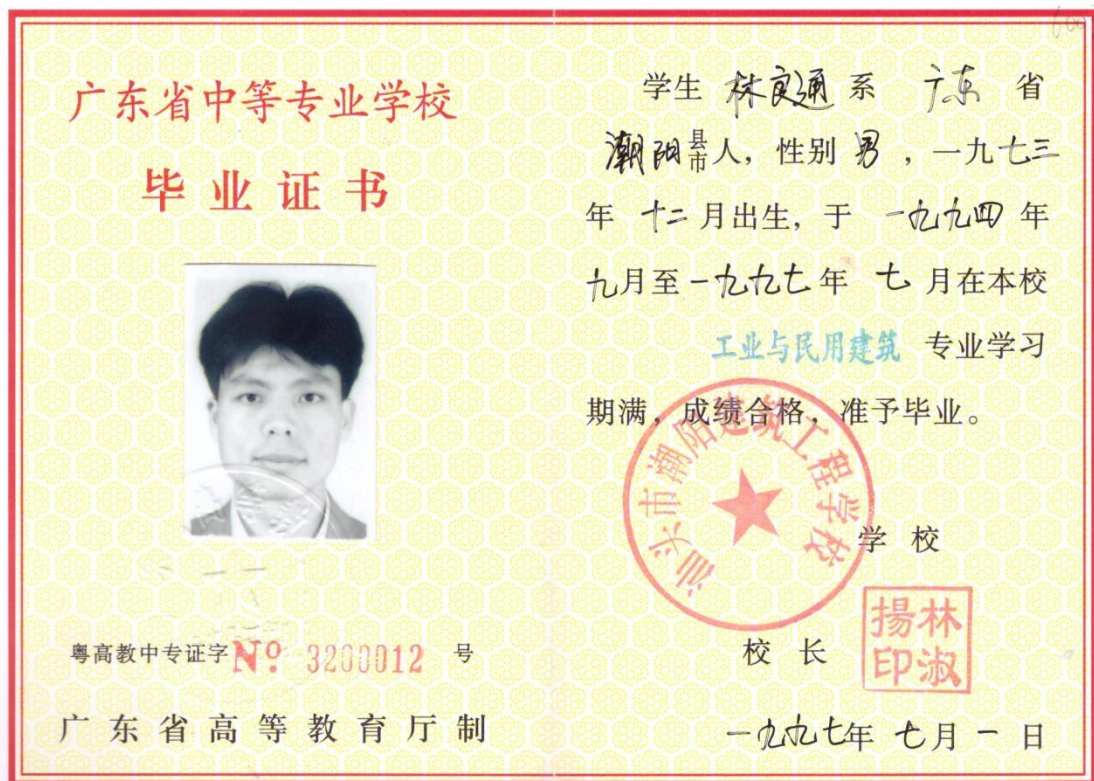 广东省中等专业学校
毕业证书
粤高教中专证字 № 3200012 号
广东省高等教育厅制
学生 林良通 系 广东 省
潮阳县市人，性别 男，一九七三
年 十二月出生，于 一九九四 年
九月至一九九七年 七 月在本校
工业与民用建筑 专业学习
期满，成绩合格，准予毕业。
汕头市潮阳建筑工程学校
学校
校长
林淑揚印
一九九七年 七月 一 日